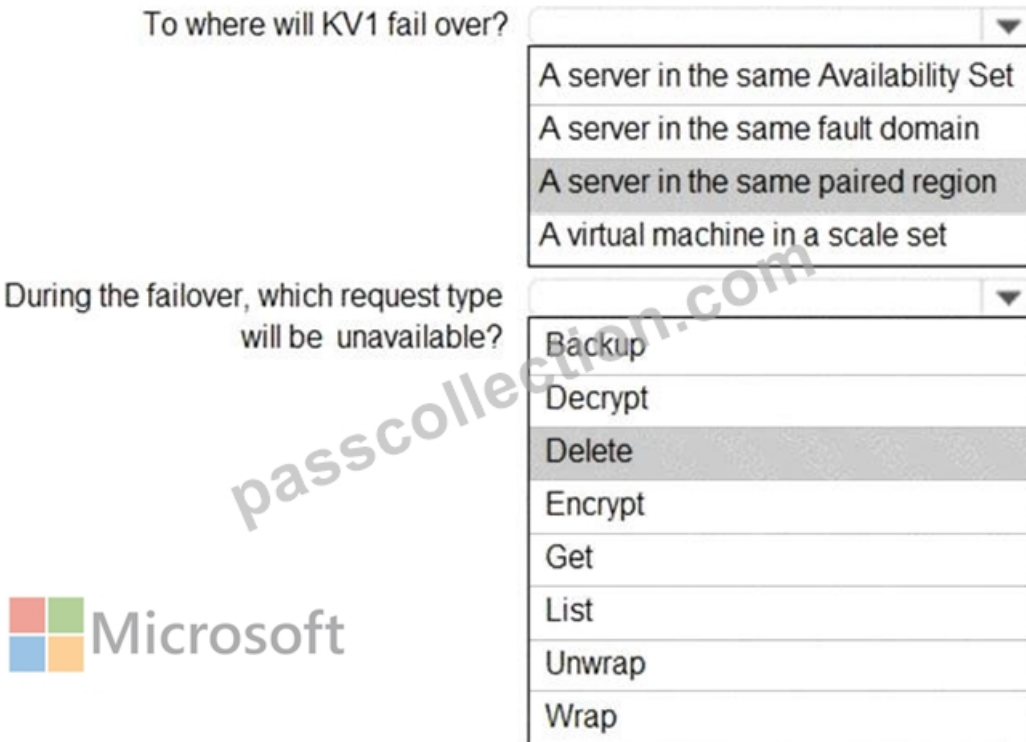 To where will KV1 fail over?
A server in the same Availability Set
A server in the same fault domain
A server in the same paired region
A virtual machine in a scale set
During the failover, which request type
will be unavailable?
Backup
Decrypt
Delete
Encrypt
Get
List
Unwrap
Wrap
passcollection.com
Microsoft